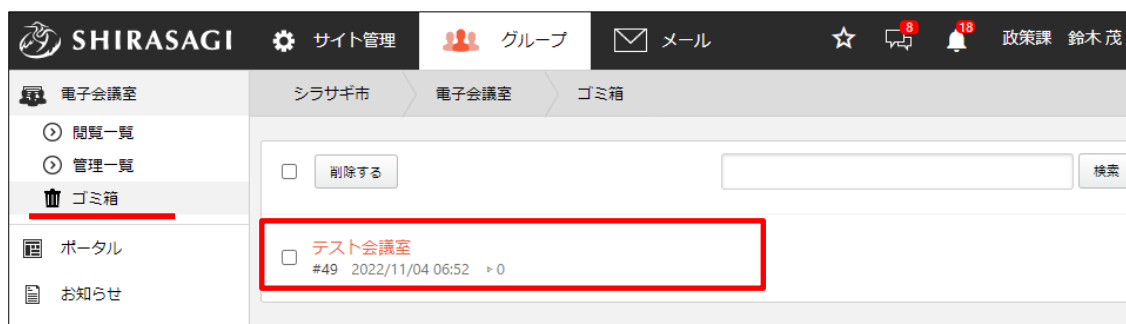 SHIRASAGI サイト管理 グループ メール 8 18 政策課 鈴木 茂
電子会議室 シラサギ市 電子会議室 ゴミ箱
閲覧一覧
管理一覧
削除する 検索
ゴミ箱
ポータル
テスト会議室
#49 2022/11/04 06:52 0
お知らせ